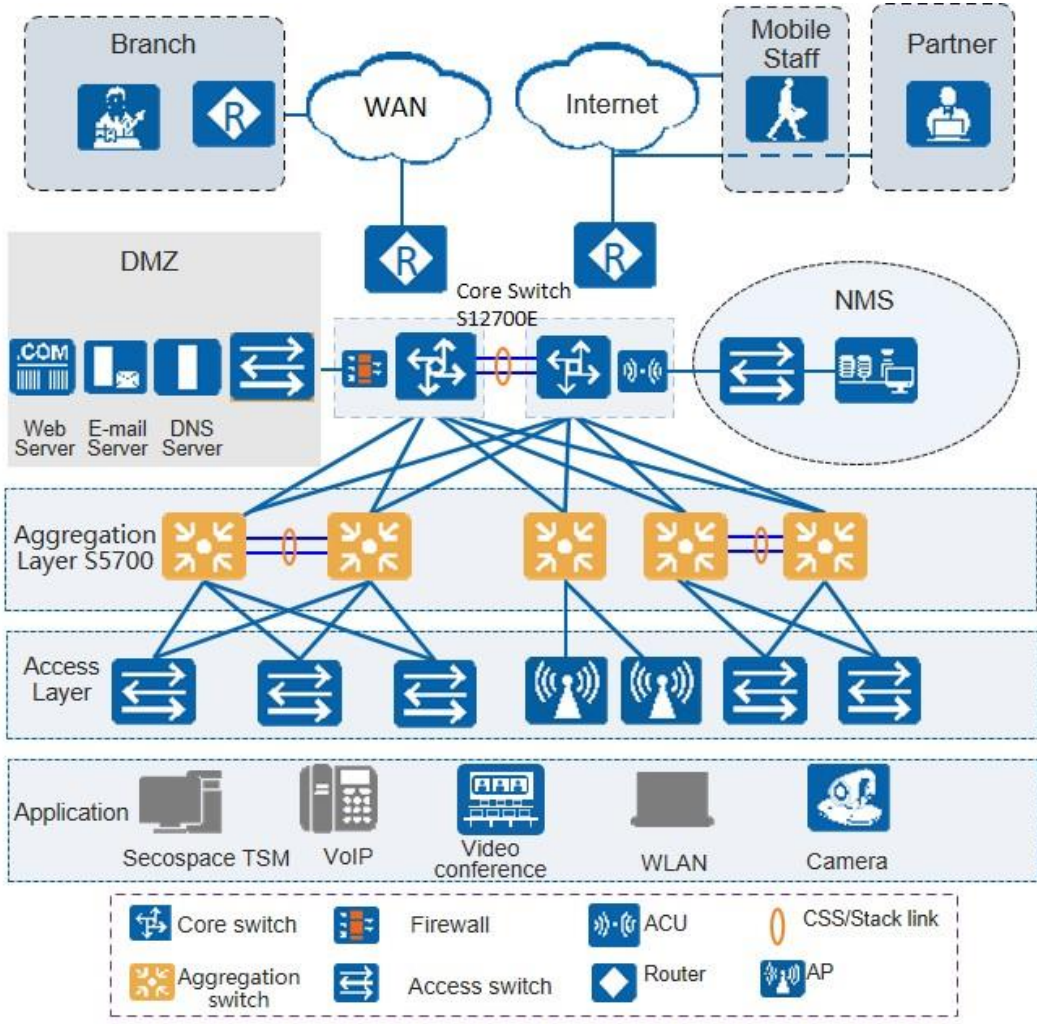 Branch
R
WAN
Internet
Mobile
Staff
Partner
R
R
DMZ
Core Switch
S12700E
NMS
.COM
Web
Server
E-mail
Server
DNS
Server
Aggregation
Layer S5700
Access
Layer
Application
Secospace TSM
VoIP
Video
conference
WLAN
Camera
Core switch
Firewall
ACU
CSS/Stack link
Aggregation
switch
Access switch
Router
AP